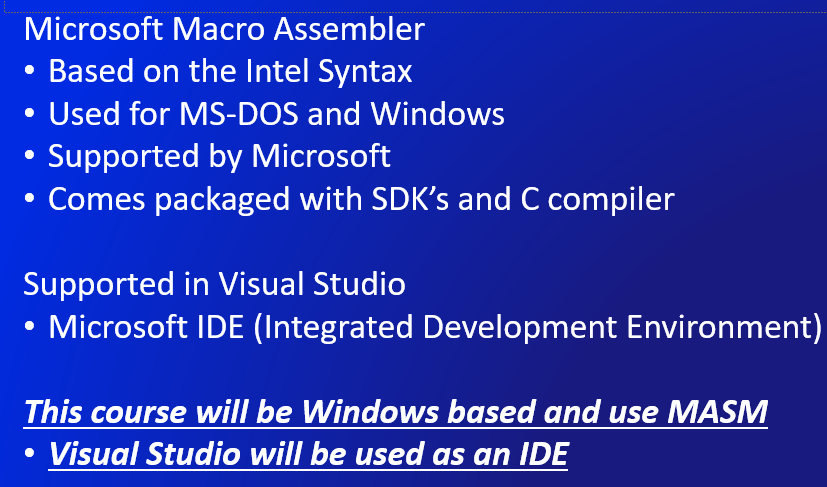 Microsoft Macro Assembler
• Based on the Intel Syntax
• Used for MS-DOS and Windows
• Supported by Microsoft
• Comes packaged with SDK’s and C compiler
Supported in Visual Studio
• Microsoft IDE (Integrated Development Environment)
This course will be Windows based and use MASM
• Visual Studio will be used as an IDE